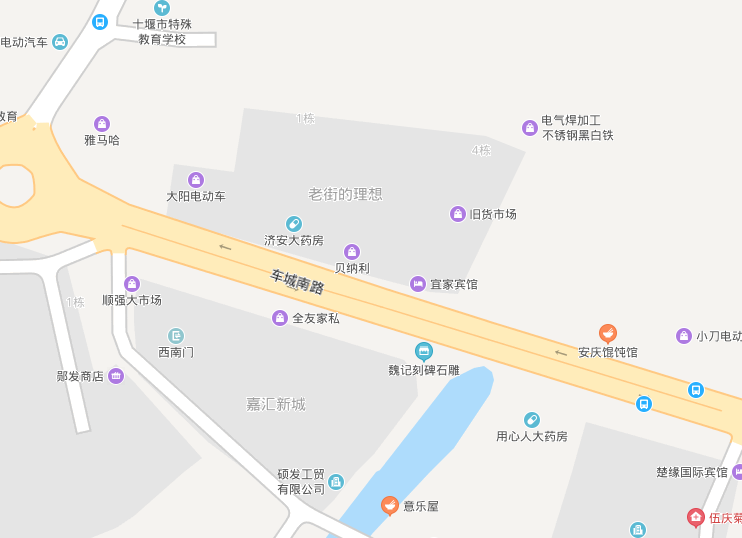 十堰市特殊
教育学校
电动汽车
教育
雅马哈
1栋
电气焊加工
不锈钢黑白铁
4栋
大阳电动车
老街的理想
旧货市场
济安大药房
贝纳利
车城南路
宜家宾馆
1栋
顺强大市场
全友家私
西南门
安庆馄饨馆
小刀电动
魏记刻碑石雕
郧发商店
嘉汇新城
用心人大药房
硕发工贸
有限公司
楚缘国际宾馆
意乐屋
伍庆菊